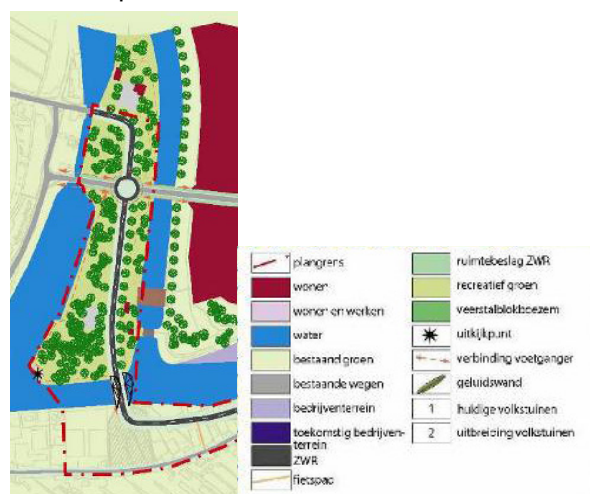 plangrens
wonen
wonen en werken
water
bestaand groen
bestaande wegen
bedrijventerrein
toekomstig bedrijven-
terrein
ZWR
fietspad
ruimtebeslag ZWR
recreatief groen
veerstalblokboezem
uitkijkpunt
verbinding voetganger
geluidswand
1 huidige volkstuinen
2 uitbreiding volkstuinen